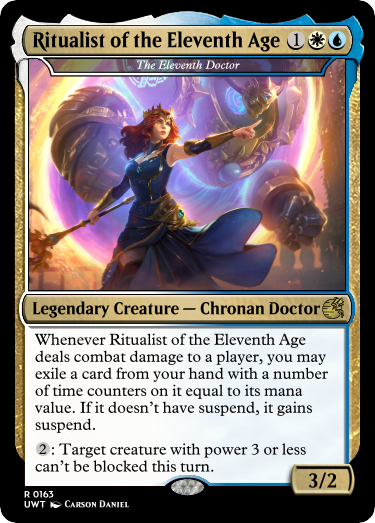 Ritualist of the Eleventh Age 1
The Eleventh Doctor
Legendary Creature — Chronan Doctor
Whenever Ritualist of the Eleventh Age
deals combat damage to a player, you may
exile a card from your hand with a number
of time counters on it equal to its mana
value. If it doesn't have suspend, it gains
suspend.
2: Target creature with power 3 or less
can't be blocked this turn.
3/2
R 0163
UWT Carson Daniel